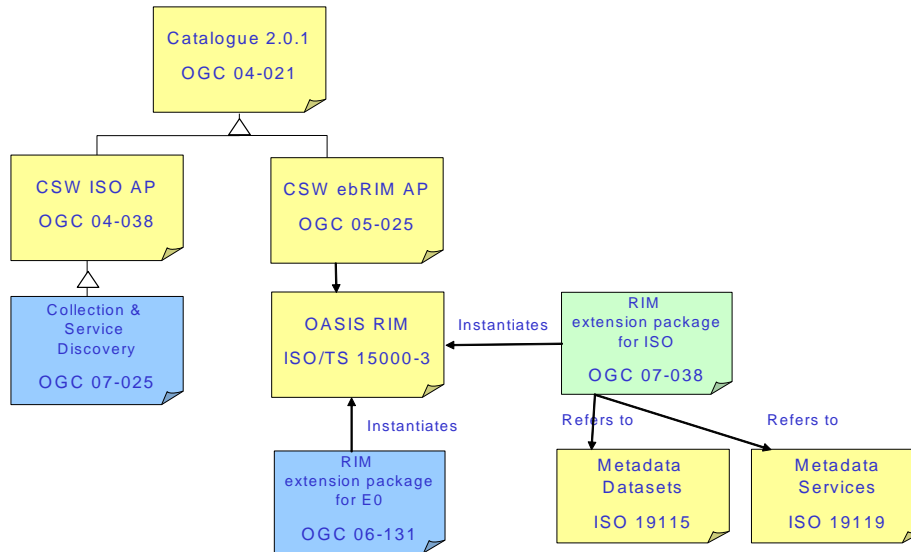 Catalogue 2.0.1
OGC 04-021
CSW ISO AP
OGC 04-038
CSW ebRIM AP
OGC 05-025
Collection &
Service
Discovery
OGC 07-025
OASIS RIM
ISO/TS 15000-3
Instantiates
RIM
extension package
for ISO
OGC 07-038
Instantiates
Refers to
Refers to
RIM
extension package
for E0
OGC 06-131
Metadada
Datasets
ISO 19115
Metadata
Services
ISO 19119